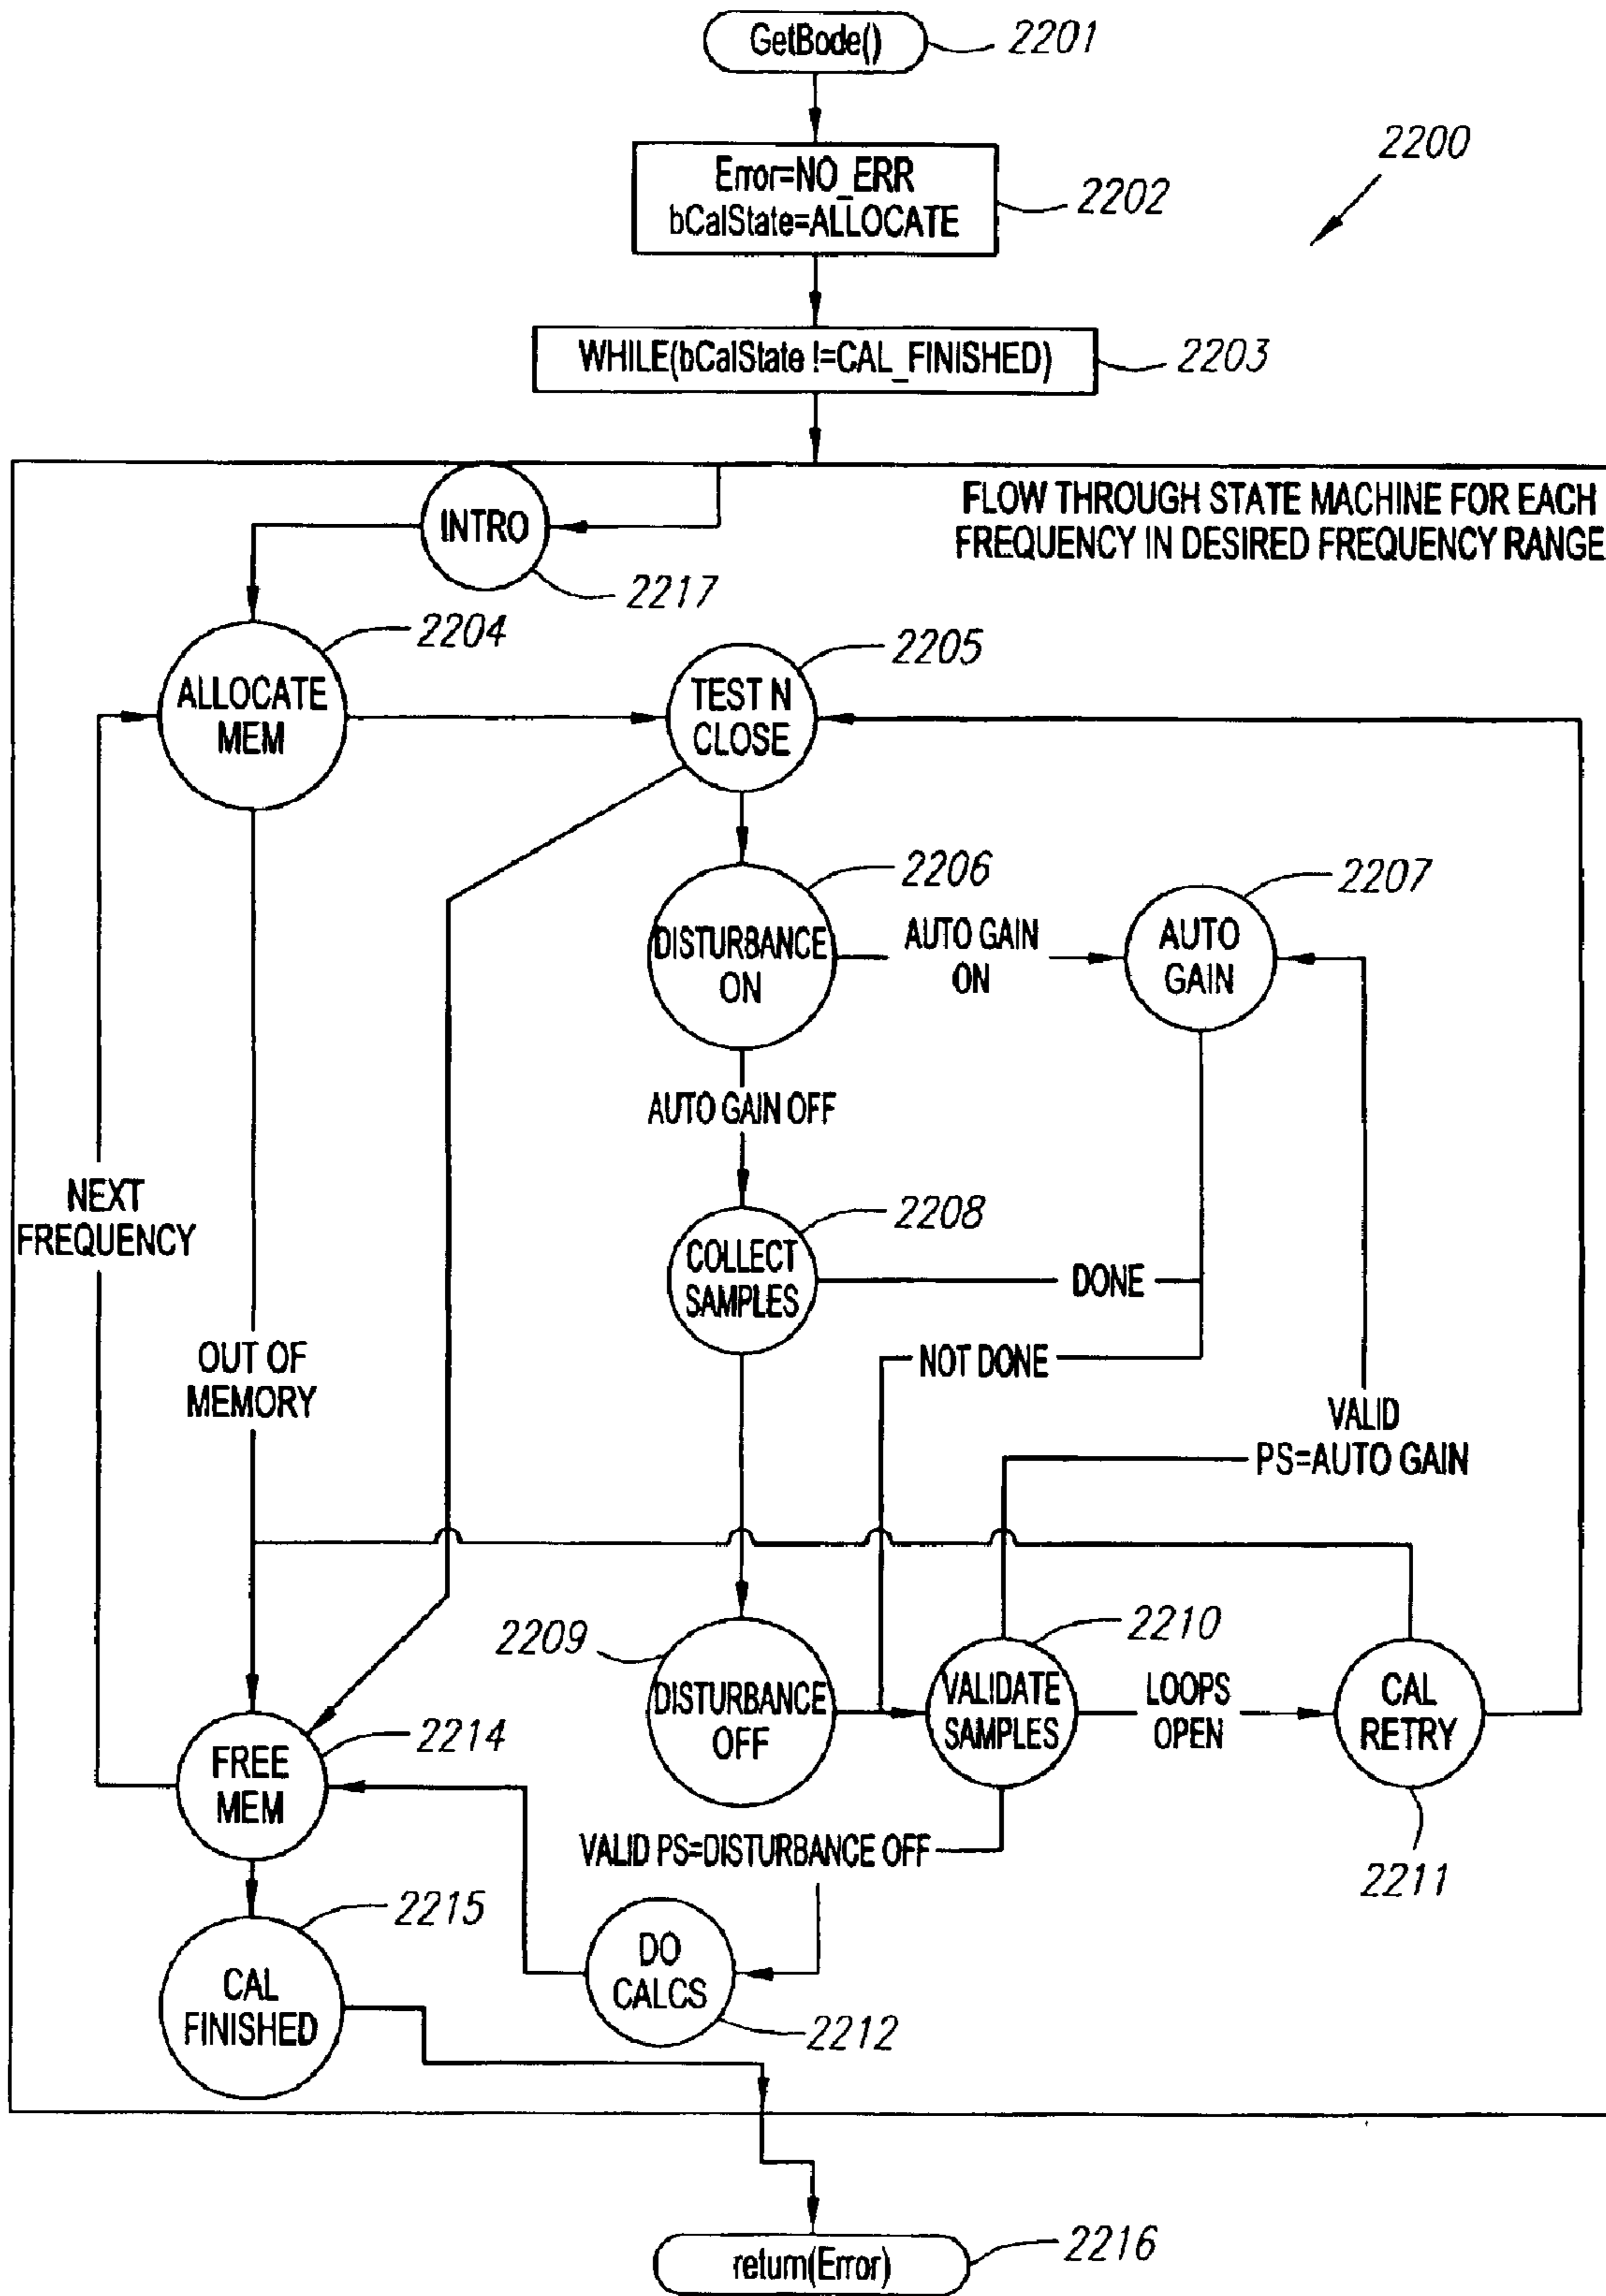 GetBode()
2201
2200
Error=NO_ERR
bCalState=ALLOCATE
2202
WHILE(bCalState !=CAL_FINISHED)
2203
FLOW THROUGH STATE MACHINE FOR EACH
FREQUENCY IN DESIRED FREQUENCY RANGE
INTRO
2217
2204
ALLOCATE
MEM
2205
TEST N
CLOSE
2206
DISTURBANCE
ON
AUTO GAIN
ON
2207
AUTO
GAIN
AUTO GAIN OFF
NEXT
FREQUENCY
2208
COLLECT
SAMPLES
DONE
OUT OF
MEMORY
NOT DONE
VALID
PS=AUTO GAIN
2209
DISTURBANCE
OFF
2210
VALIDATE
SAMPLES
LOOPS
OPEN
CAL
RETRY
2211
2214
FREE
MEM
VALID PS=DISTURBANCE OFF
2215
CAL
FINISHED
DO
CALCS
2212
return(Error)
2216